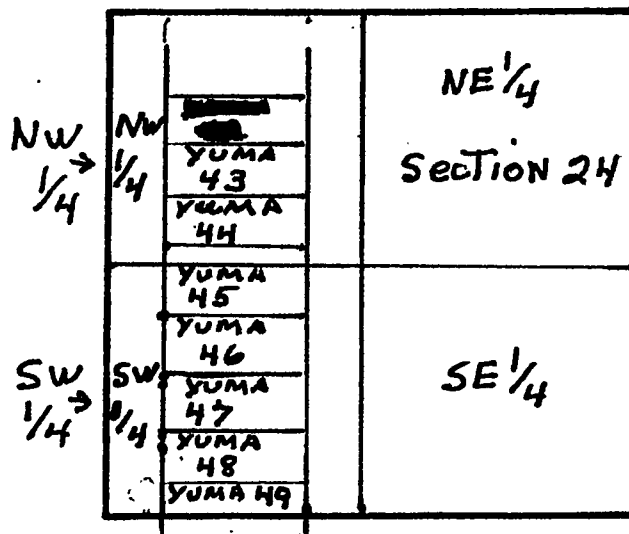 NE 1/4
Section 24
NW
1/4
NW
1/4
YUMA
43
YUMA
44
YUMA
45
YUMA
46
SW
1/4
SW
1/4
YUMA
47
YUMA
48
YUMA 49
SE 1/4